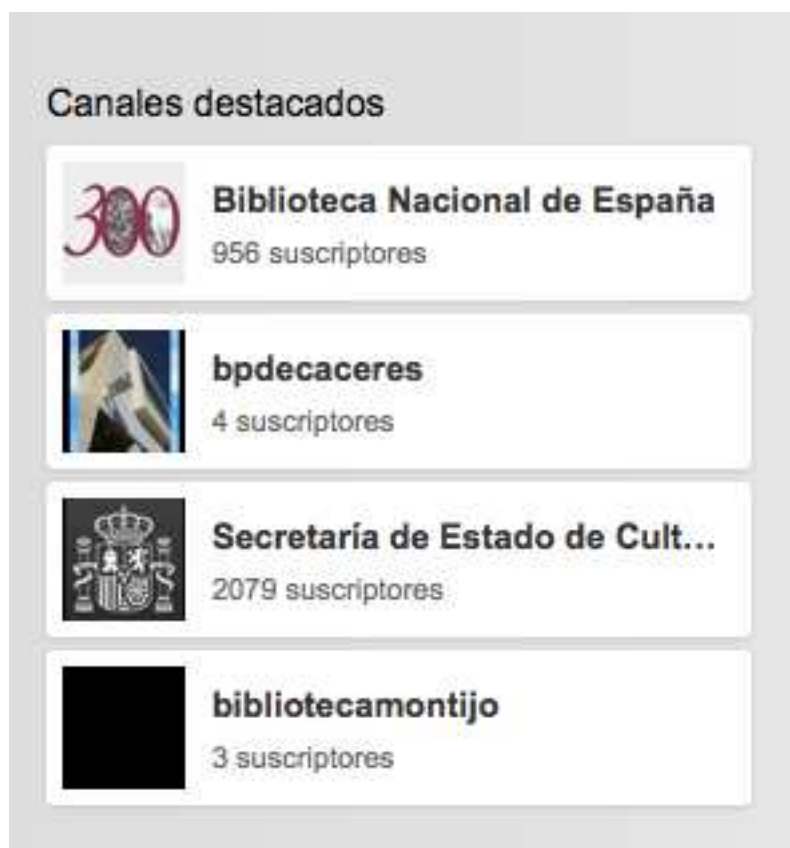 Canales destacados
300
Biblioteca Nacional de España
956 suscriptores
bpdecaceres
4 suscriptores
Secretaría de Estado de Cult...
2079 suscriptores
bibliotecamontijo
3 suscriptores